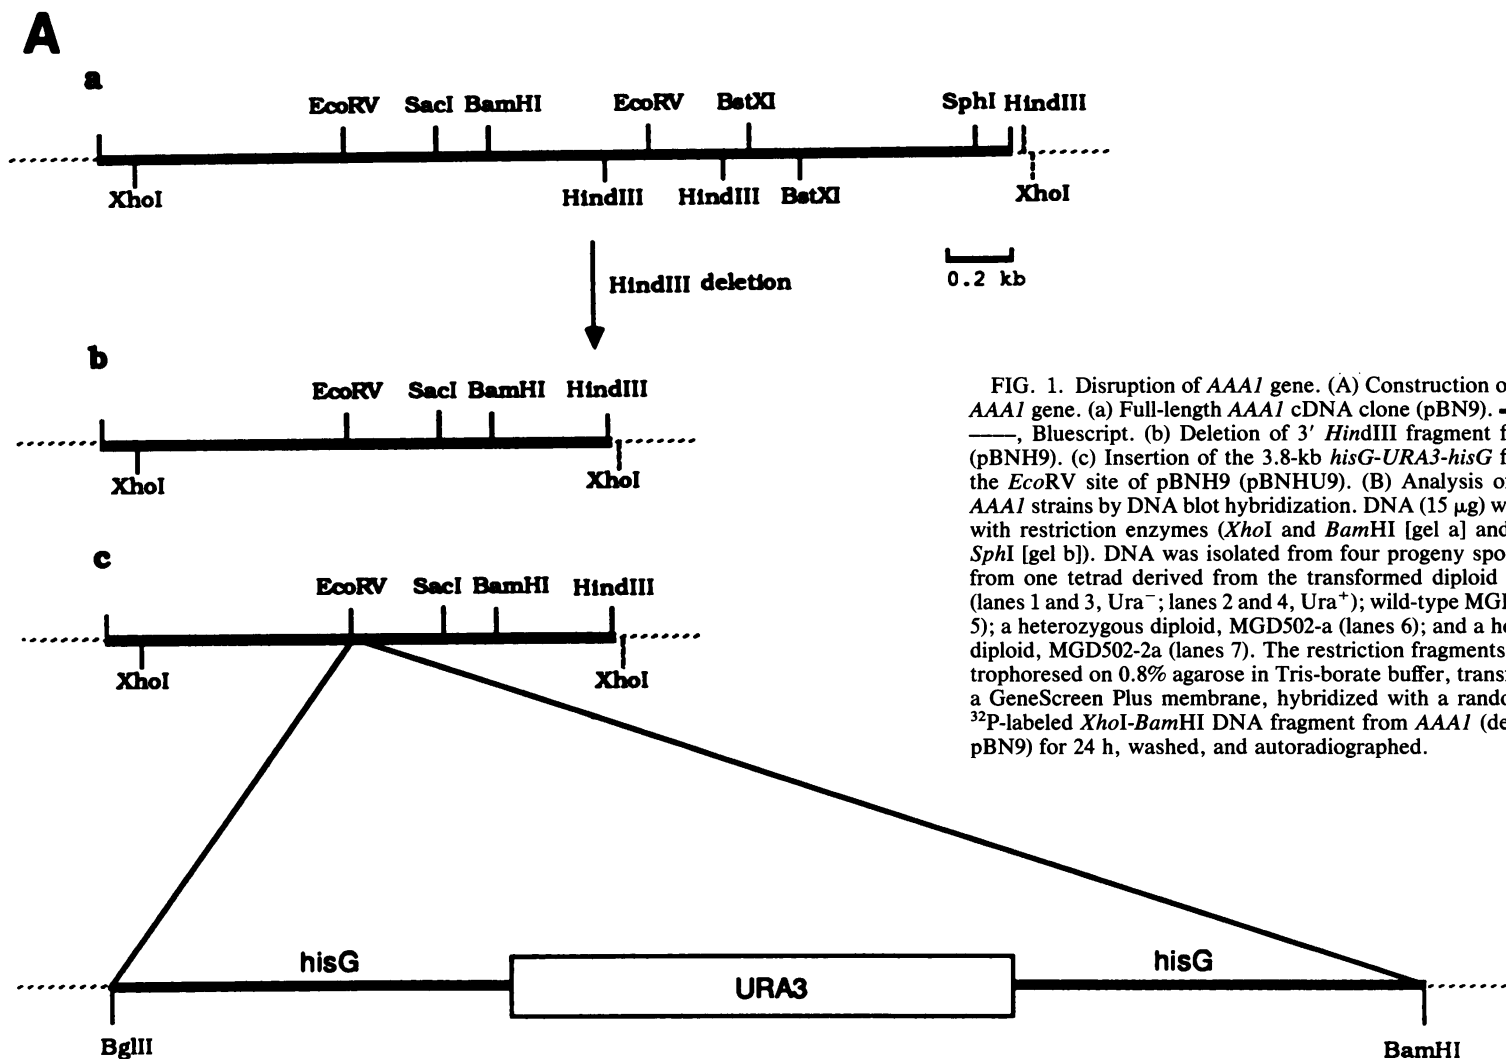 A
a
EcoRV SacI BamHI EcoRV BstXI SphI HindIII
XhoI HindIII HindIII BstXI XhoI
HindIII deletion
0.2 kb
b
EcoRV SacI BamHI HindIII
XhoI XhoI
c
EcoRV SacI BamHI HindIII
XhoI XhoI
hisG URA3 hisG
BglII BamHI
FIG. 1. Disruption of AAA1 gene. (A) Construction o
AAA1 gene. (a) Full-length AAA1 cDNA clone (pBN9).
——, Bluescript. (b) Deletion of 3′ HindIII fragment f
(pBNH9). (c) Insertion of the 3.8-kb hisG-URA3-hisG f
the EcoRV site of pBNH9 (pBNHU9). (B) Analysis o
AAA1 strains by DNA blot hybridization. DNA (15 μg) w
with restriction enzymes (XhoI and BamHI [gel a] and
SphI [gel b]). DNA was isolated from four progeny spo
from one tetrad derived from the transformed diploid
(lanes 1 and 3, Ura⁻; lanes 2 and 4, Ura⁺); wild-type MGI
5); a heterozygous diploid, MGD502-a (lanes 6); and a he
diploid, MGD502-2a (lanes 7). The restriction fragments
trophoresed on 0.8% agarose in Tris-borate buffer, trans
a GeneScreen Plus membrane, hybridized with a rando
³²P-labeled XhoI-BamHI DNA fragment from AAA1 (de
pBN9) for 24 h, washed, and autoradiographed.